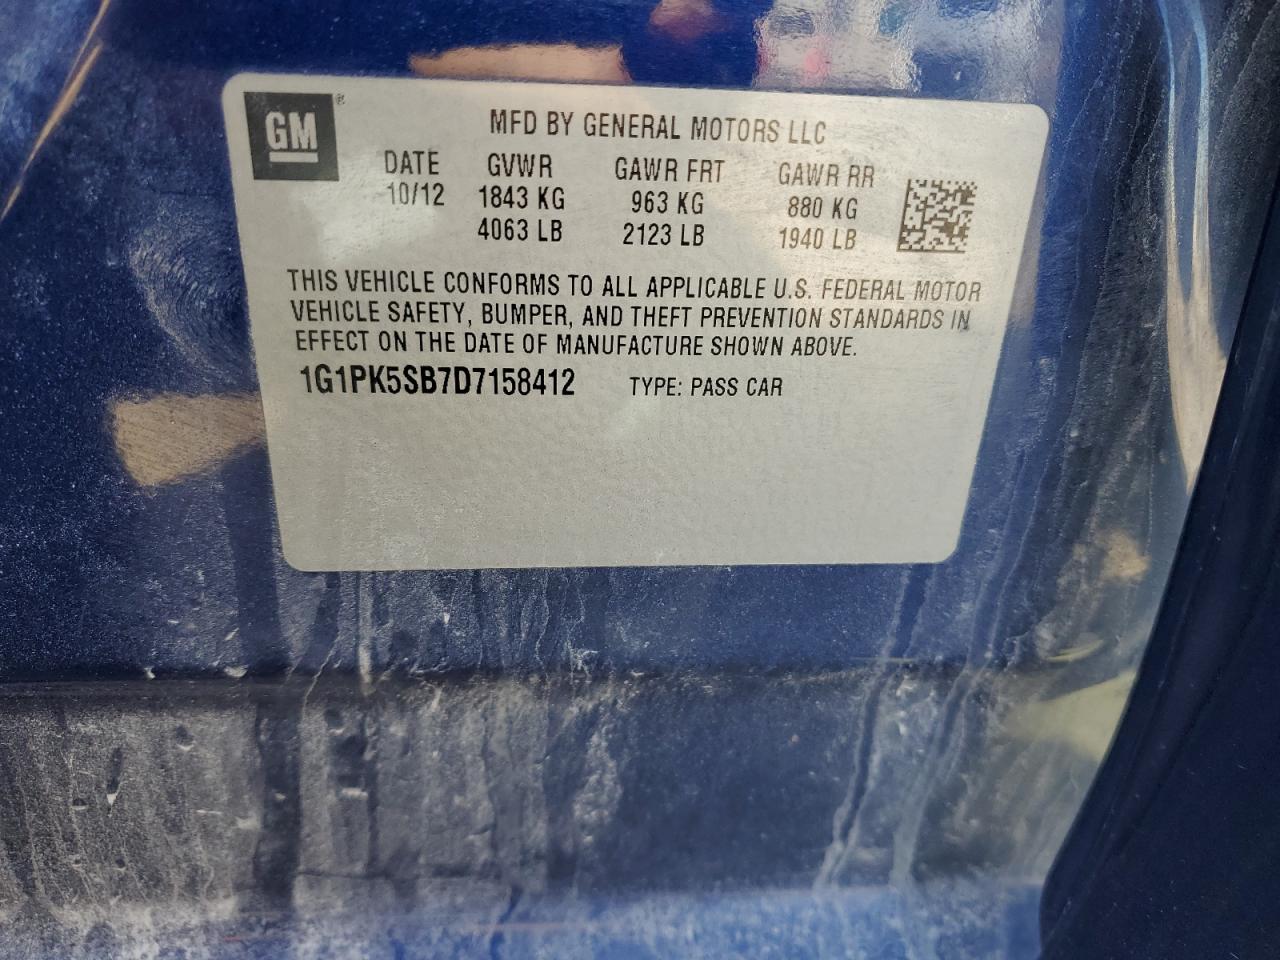 GM®
MFD BY GENERAL MOTORS LLC
DATE GVWR GAWR FRT GAWR RR
10/12 1843 KG 963 KG 880 KG
4063 LB 2123 LB 1940 LB
THIS VEHICLE CONFORMS TO ALL APPLICABLE U.S. FEDERAL MOTOR
VEHICLE SAFETY, BUMPER, AND THEFT PREVENTION STANDARDS IN
EFFECT ON THE DATE OF MANUFACTURE SHOWN ABOVE.
1G1PK5SB7D7158412 TYPE: PASS CAR